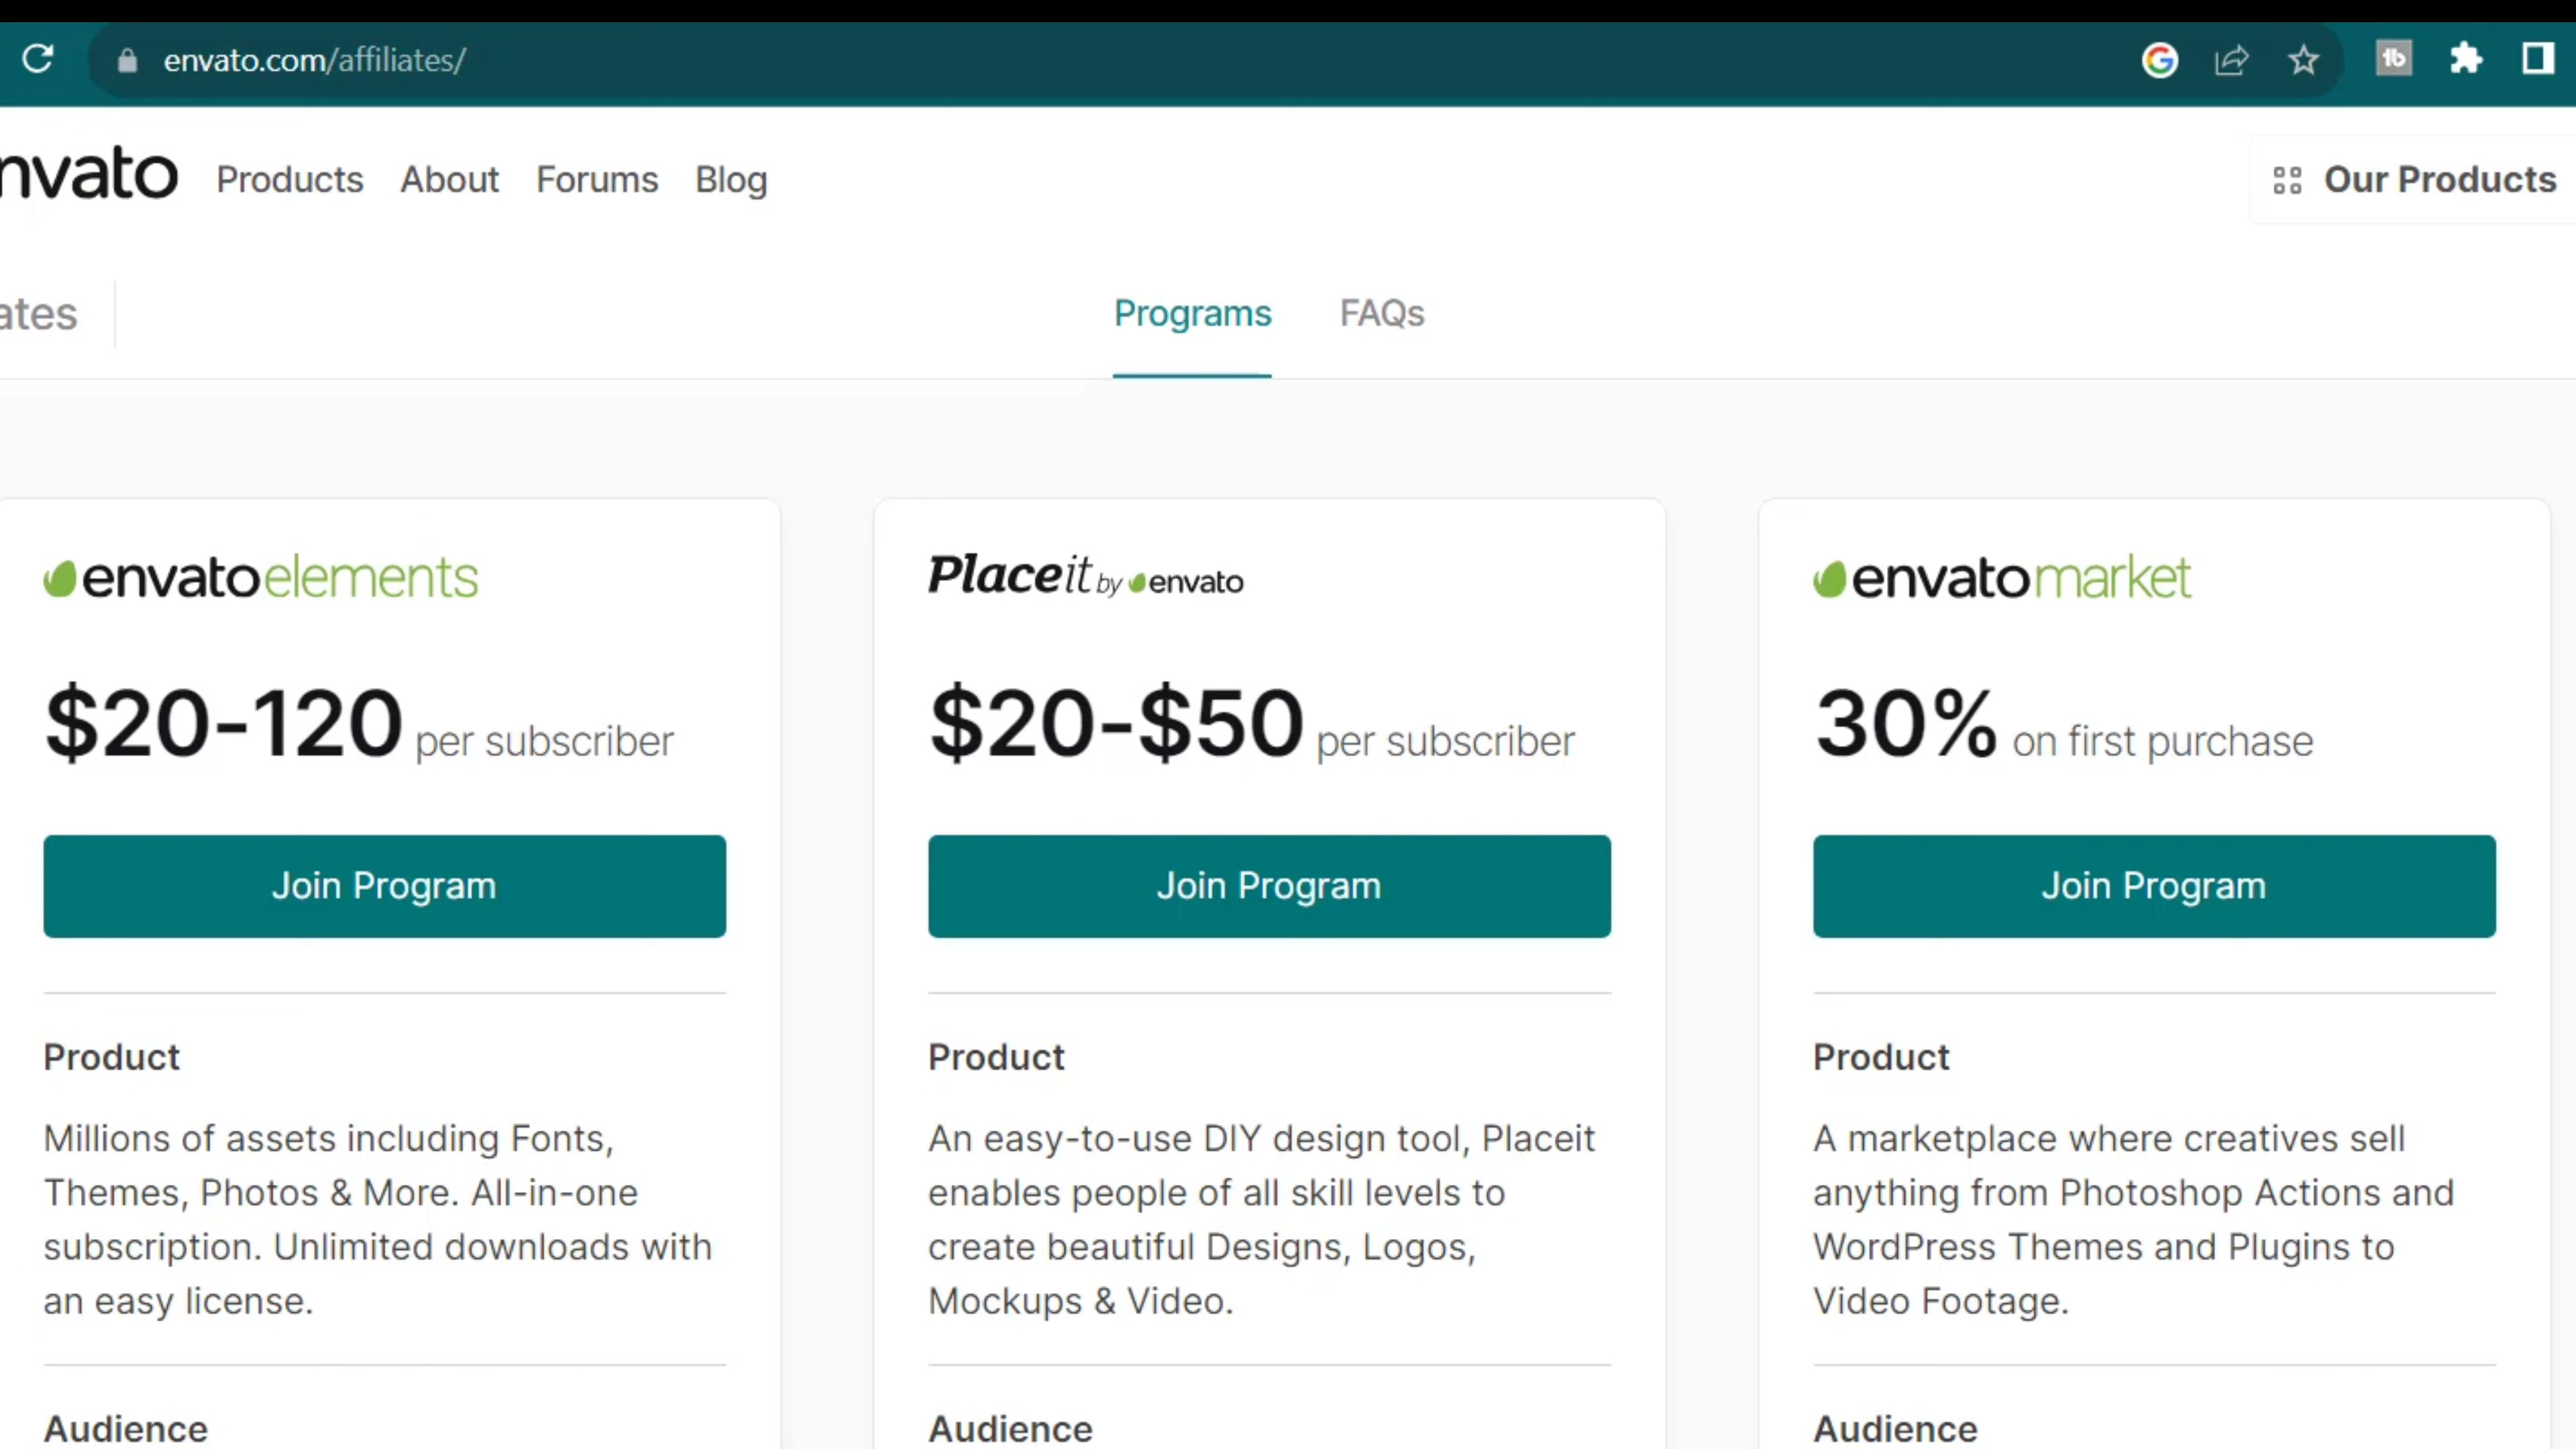 envato.com/affiliates/
nvato Products About Forums Blog Our Products
ates Programs FAQs
envatoelements
$20-120 per subscriber
Join Program
Product
Millions of assets including Fonts,
Themes, Photos & More. All-in-one
subscription. Unlimited downloads with
an easy license.
Audience
Placeit by envato
$20-$50 per subscriber
Join Program
Product
An easy-to-use DIY design tool, Placeit
enables people of all skill levels to
create beautiful Designs, Logos,
Mockups & Video.
Audience
envatomarket
30% on first purchase
Join Program
Product
A marketplace where creatives sell
anything from Photoshop Actions and
WordPress Themes and Plugins to
Video Footage.
Audience